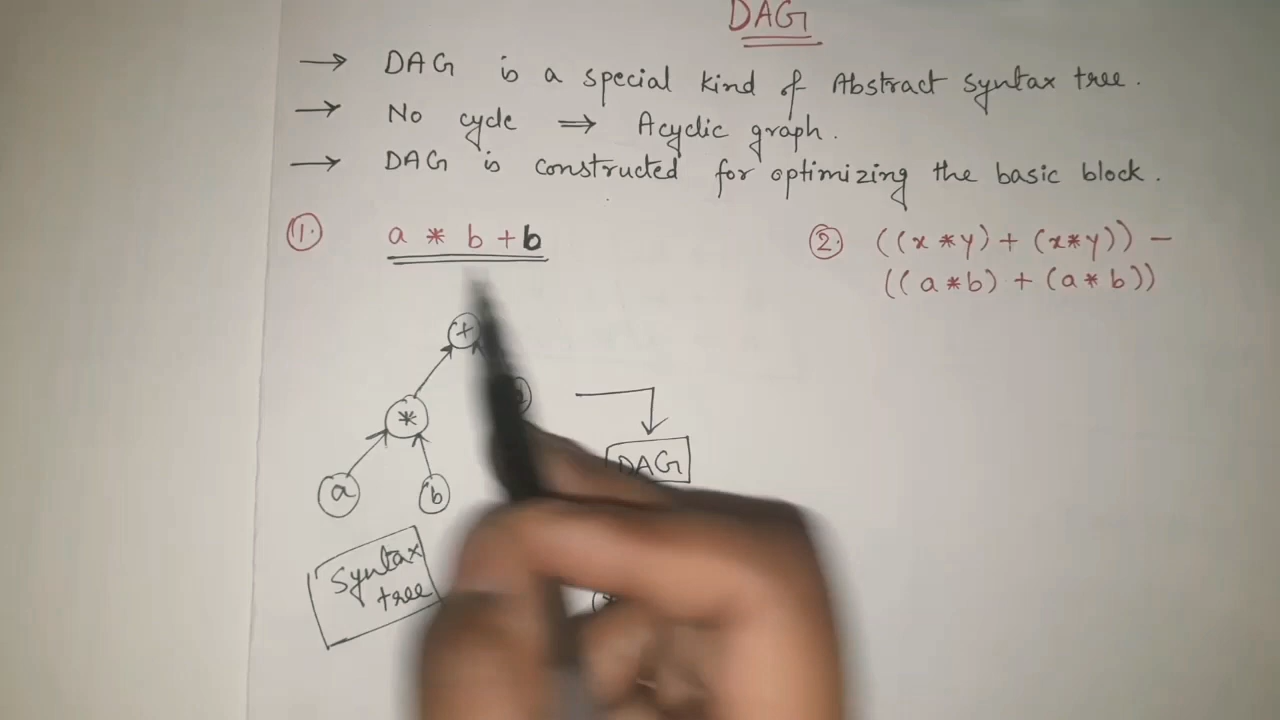 DAG
→ DAG is a special kind of Abstract syntax tree.
→ No cycle ⇒ Acyclic graph.
→ DAG is constructed for optimizing the basic block.
①. a * b + b
②. ((x * y) + (x * y)) −
((a * b) + (a * b))
+
*
DAG
a b
Syntax
tree